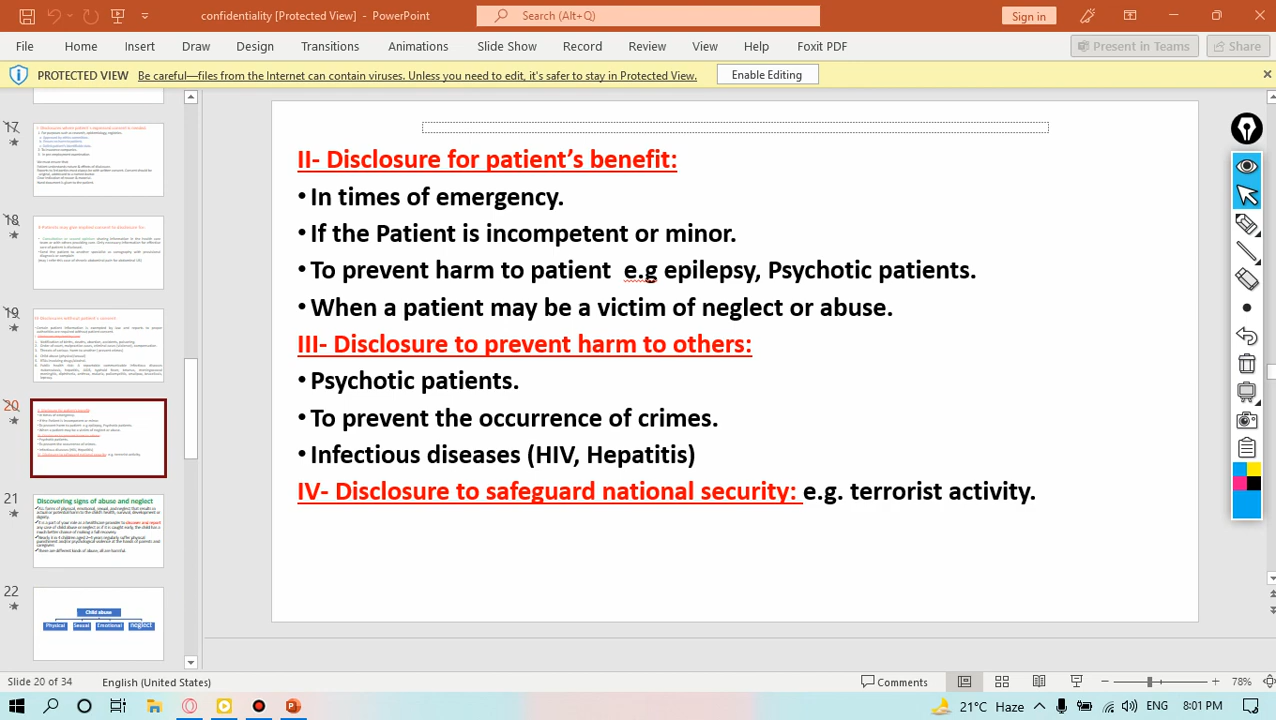 confidentiality [Protected View] - PowerPoint
Search (Alt+Q)
Sign in
File Home Insert Draw Design Transitions Animations Slide Show Record Review View Help Foxit PDF
Present in Teams
Share
PROTECTED VIEW Be careful—files from the Internet can contain viruses. Unless you need to edit, it's safer to stay in Protected View. Enable Editing
17
18
19
20
21
Discovering signs of abuse and neglect
22
Child abuse
Physical Sexual Emotional neglect
II- Disclosure for patient’s benefit:
• In times of emergency.
• If the Patient is incompetent or minor.
• To prevent harm to patient e.g epilepsy, Psychotic patients.
• When a patient may be a victim of neglect or abuse.
III- Disclosure to prevent harm to others:
• Psychotic patients.
• To prevent the occurrence of crimes.
• Infectious diseases (HIV, Hepatitis)
IV- Disclosure to safeguard national security: e.g. terrorist activity.
Slide 20 of 34
English (United States)
Comments
78%
21°C Haze
ENG
8:01 PM